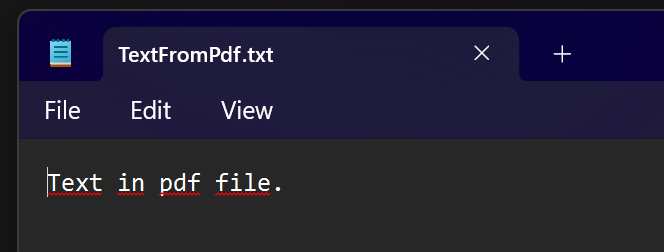 TextFromPdf.txt
File Edit View
Text in pdf file.